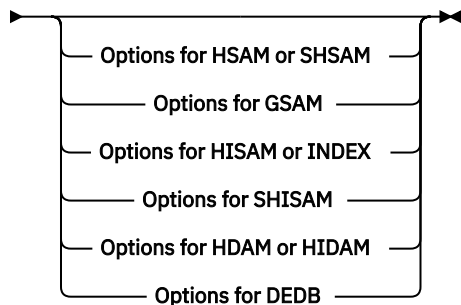 Options for HSAM or SHSAM
Options for GSAM
Options for HISAM or INDEX
Options for SHISAM
Options for HDAM or HIDAM
Options for DEDB